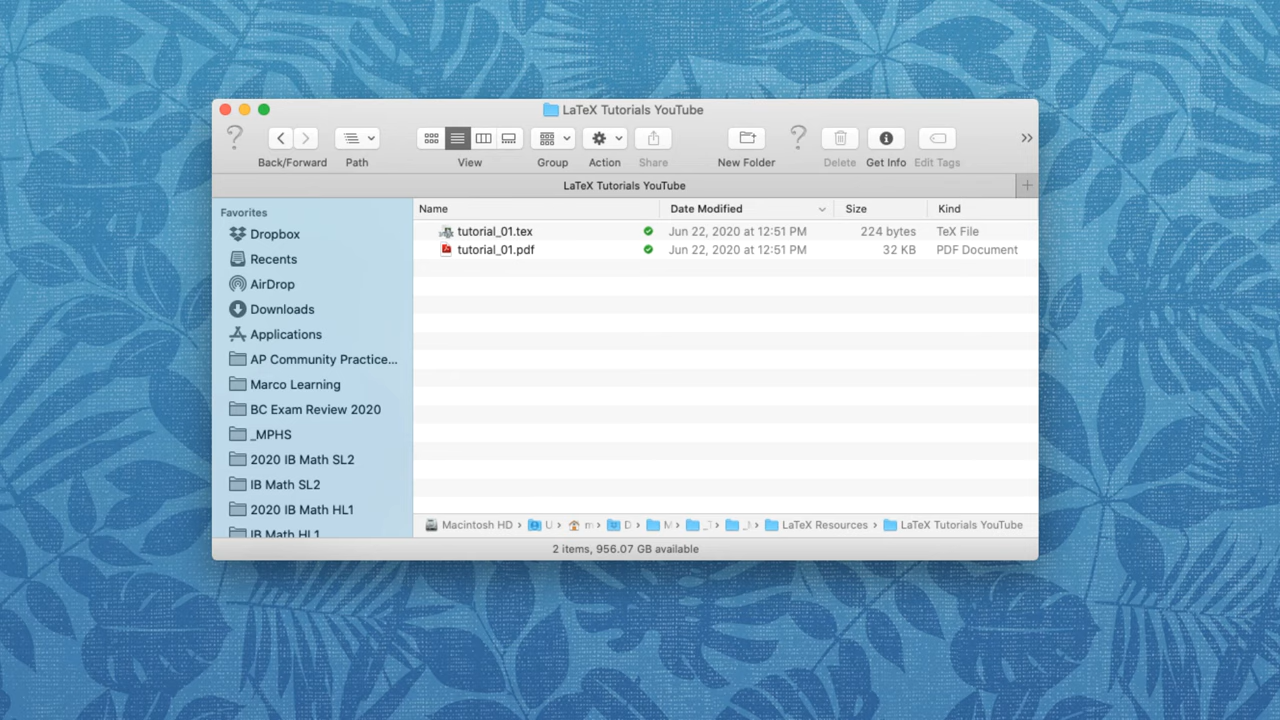 LaTeX Tutorials YouTube
Back/Forward Path View Group Action Share New Folder Delete Get Info Edit Tags
LaTeX Tutorials YouTube
Favorites
Dropbox
Recents
AirDrop
Downloads
Applications
AP Community Practice...
Marco Learning
BC Exam Review 2020
_MPHS
2020 IB Math SL2
IB Math SL2
2020 IB Math HL1
IB Math HL1
Name Date Modified Size Kind
tutorial_01.tex Jun 22, 2020 at 12:51 PM 224 bytes TeX File
tutorial_01.pdf Jun 22, 2020 at 12:51 PM 32 KB PDF Document
Macintosh HD › U › m › D › M › › › LaTeX Resources › LaTeX Tutorials YouTube
2 items, 956.07 GB available